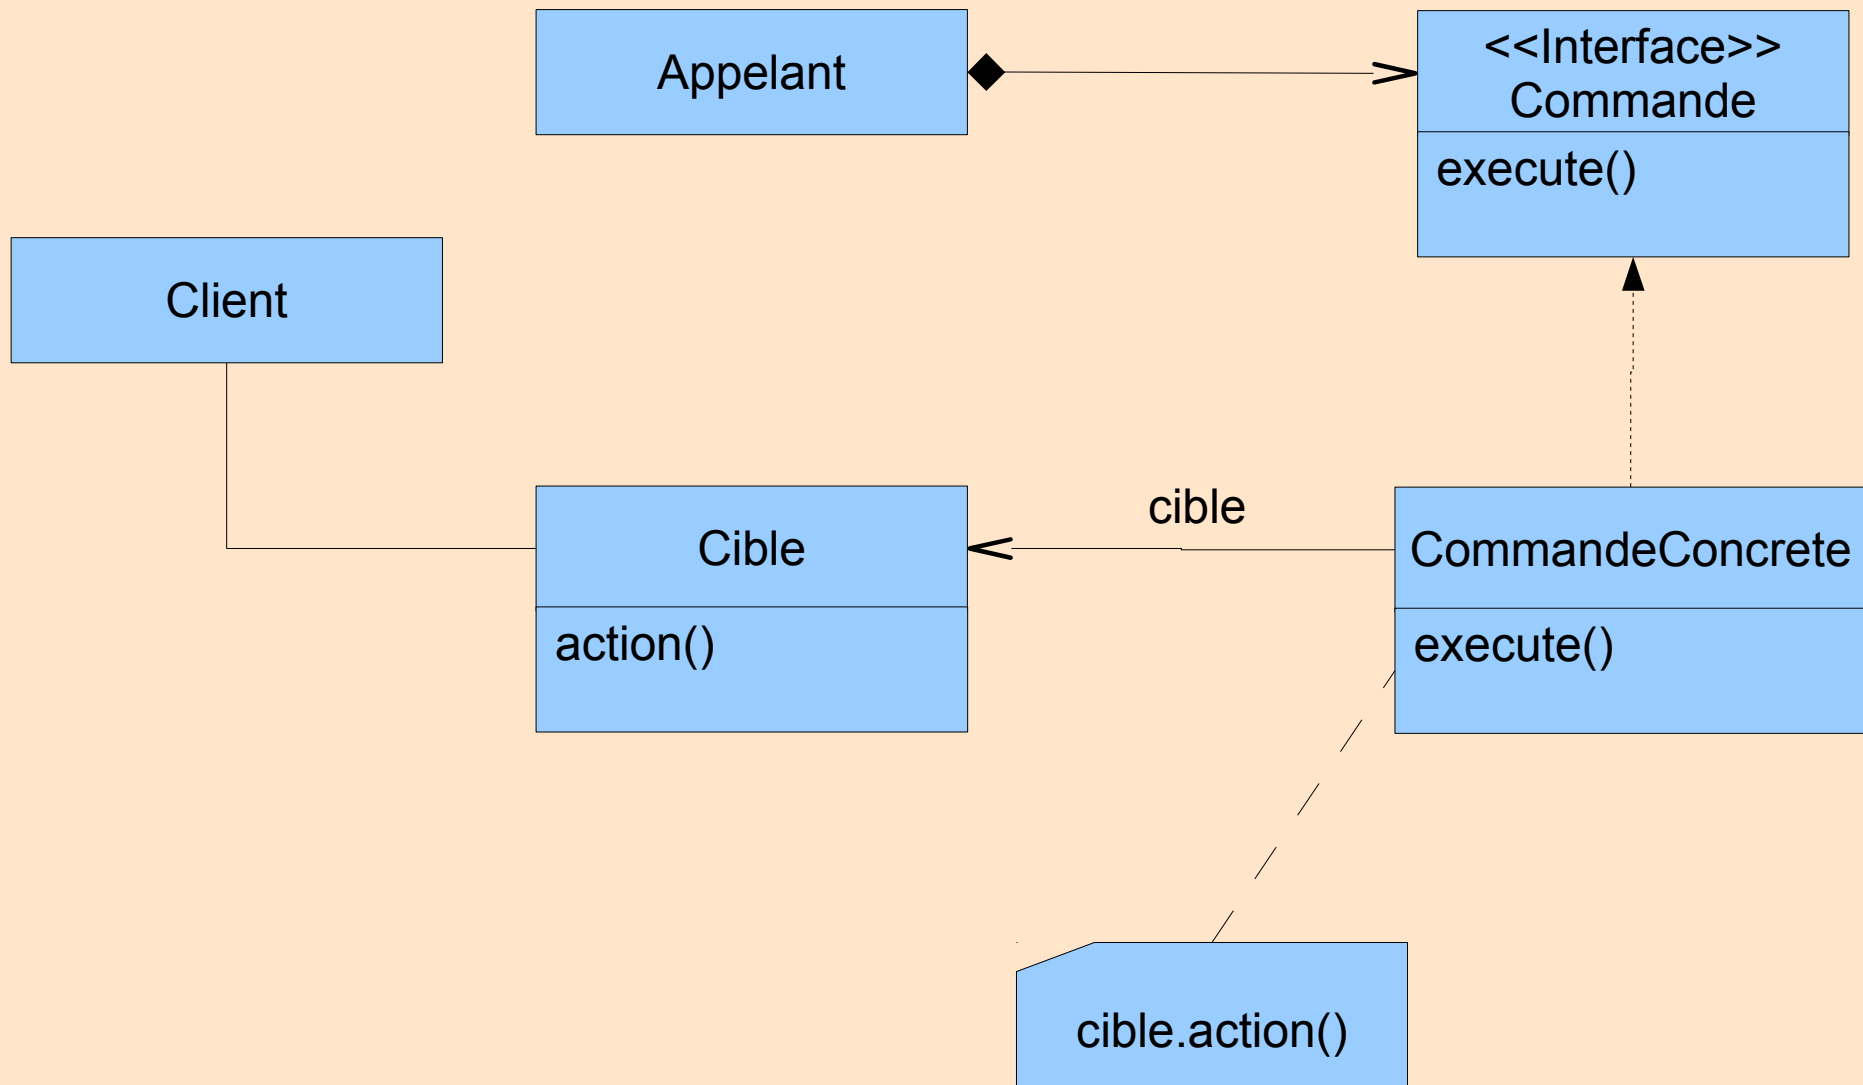 Appelant
<<Interface>>
Commande
execute()
Client
cible
Cible
action()
CommandeConcrete
execute()
cible.action()